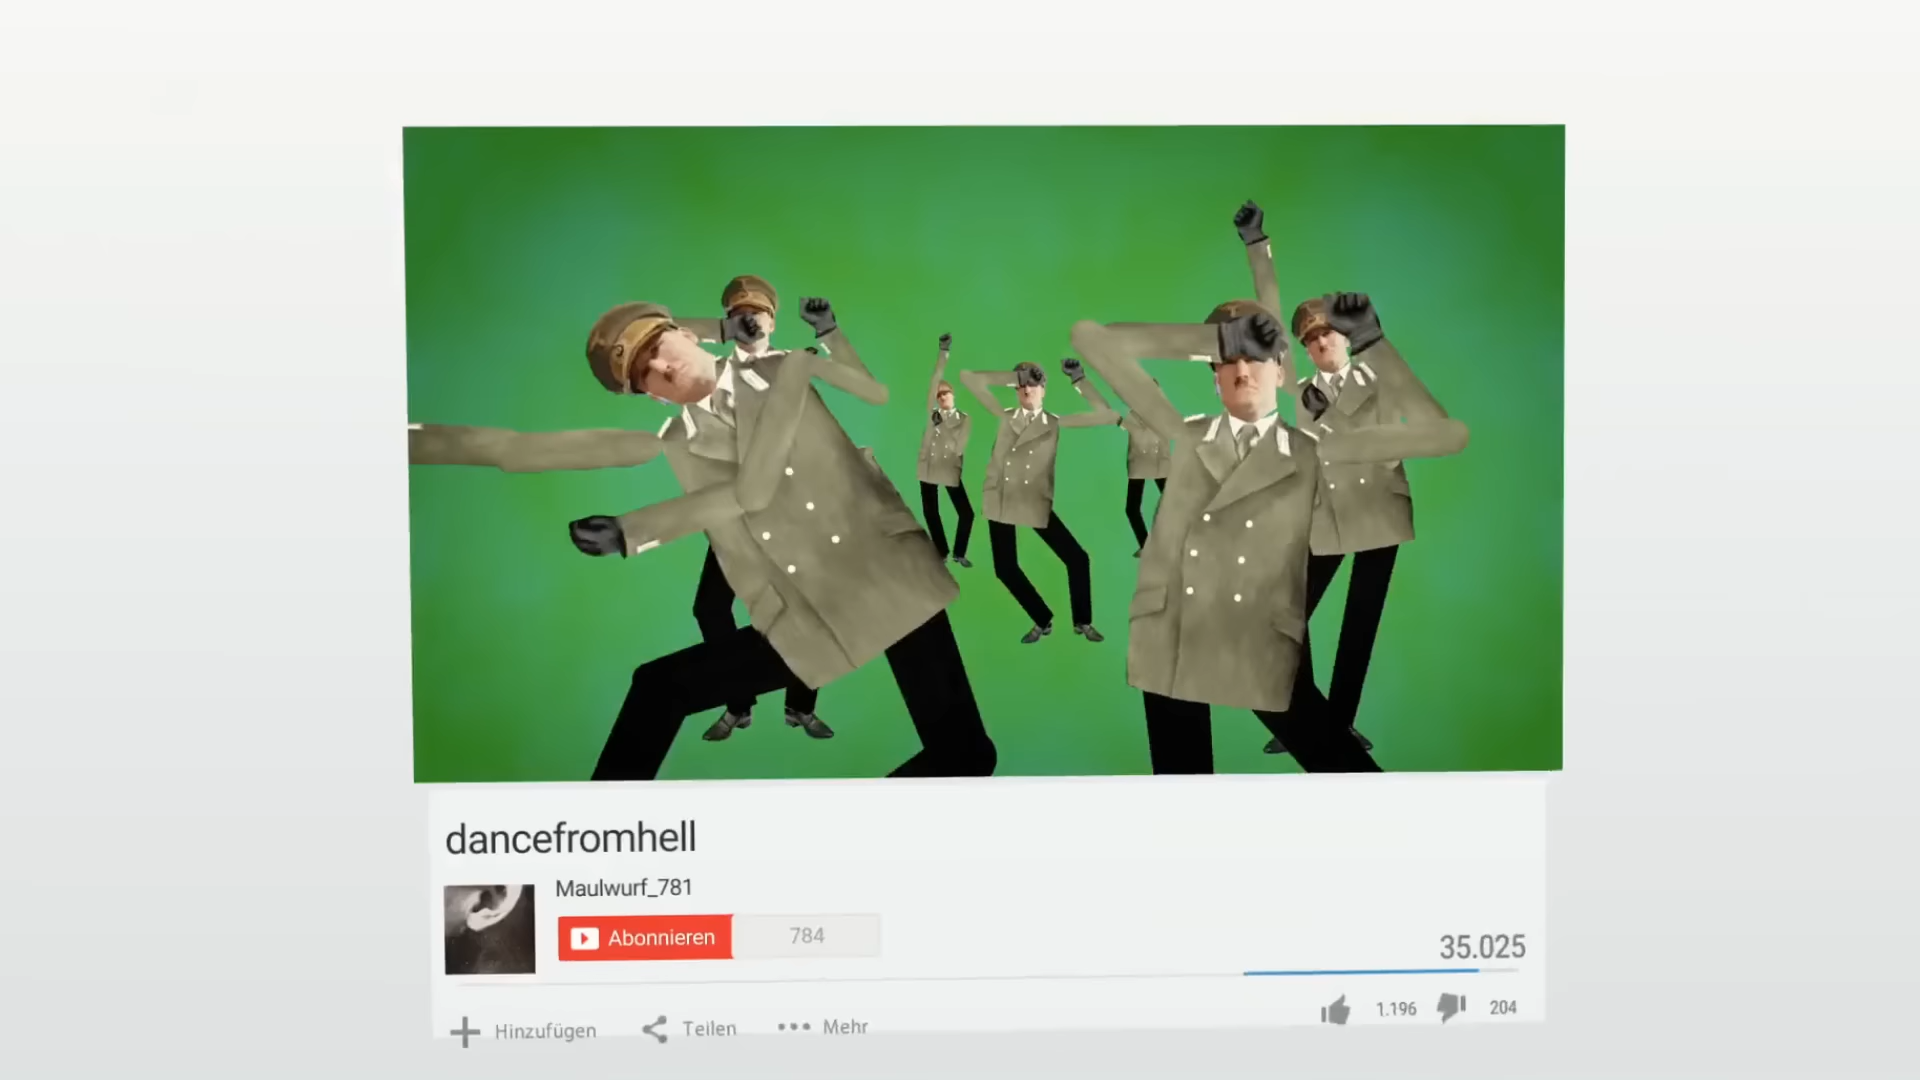 dancefromhell
Maulwurf_781
Abonnieren 784
35.025
Hinzufügen Teilen Mehr 1.196 204